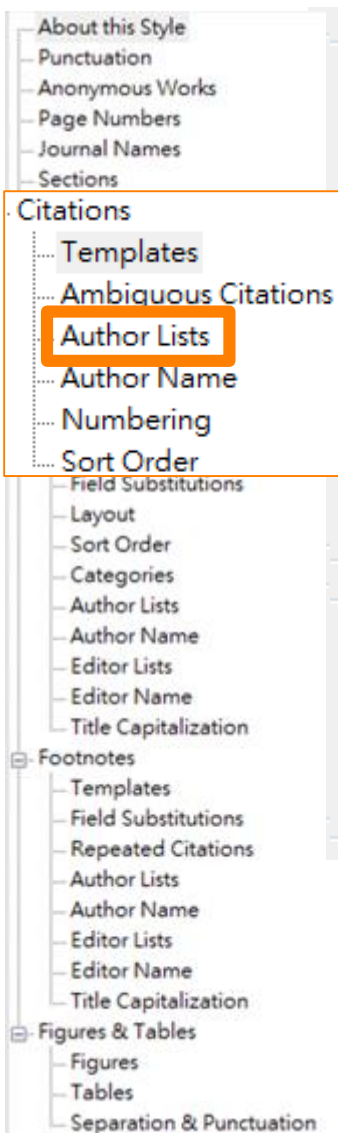 About this Style
Punctuation
Anonymous Works
Page Numbers
Journal Names
Sections
Citations
Templates
Ambiguous Citations
Author Lists
Author Name
Numbering
Sort Order
Field Substitutions
Layout
Sort Order
Categories
Author Lists
Author Name
Editor Lists
Editor Name
Title Capitalization
Footnotes
Templates
Field Substitutions
Repeated Citations
Author Lists
Author Name
Editor Lists
Editor Name
Title Capitalization
Figures & Tables
Figures
Tables
Separation & Punctuation